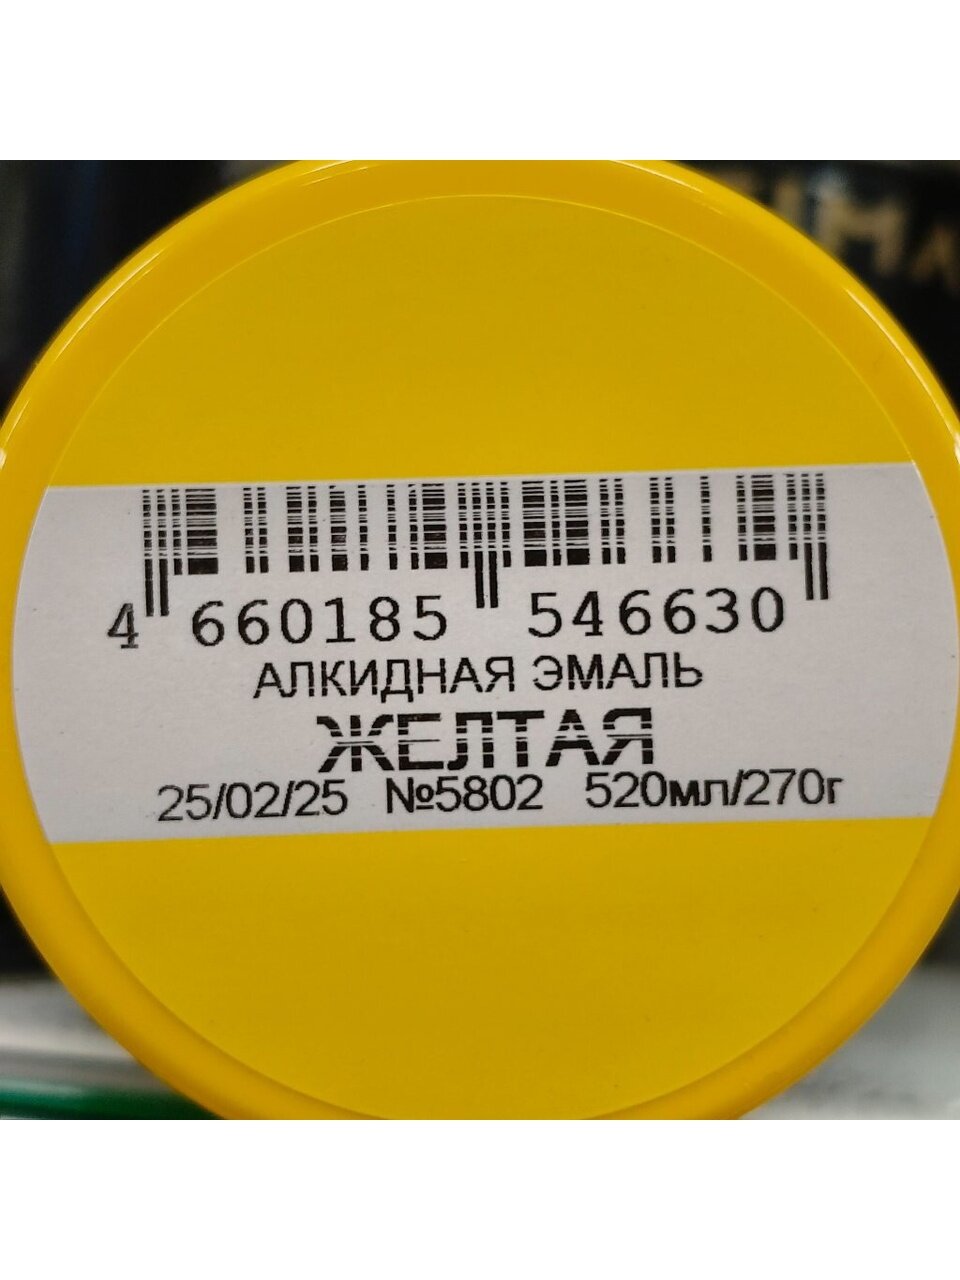 4 660185 546630
АЛКИДНАЯ ЭМАЛЬ
ЖЕЛТАЯ
25/02/25 №5802 520мл/270г